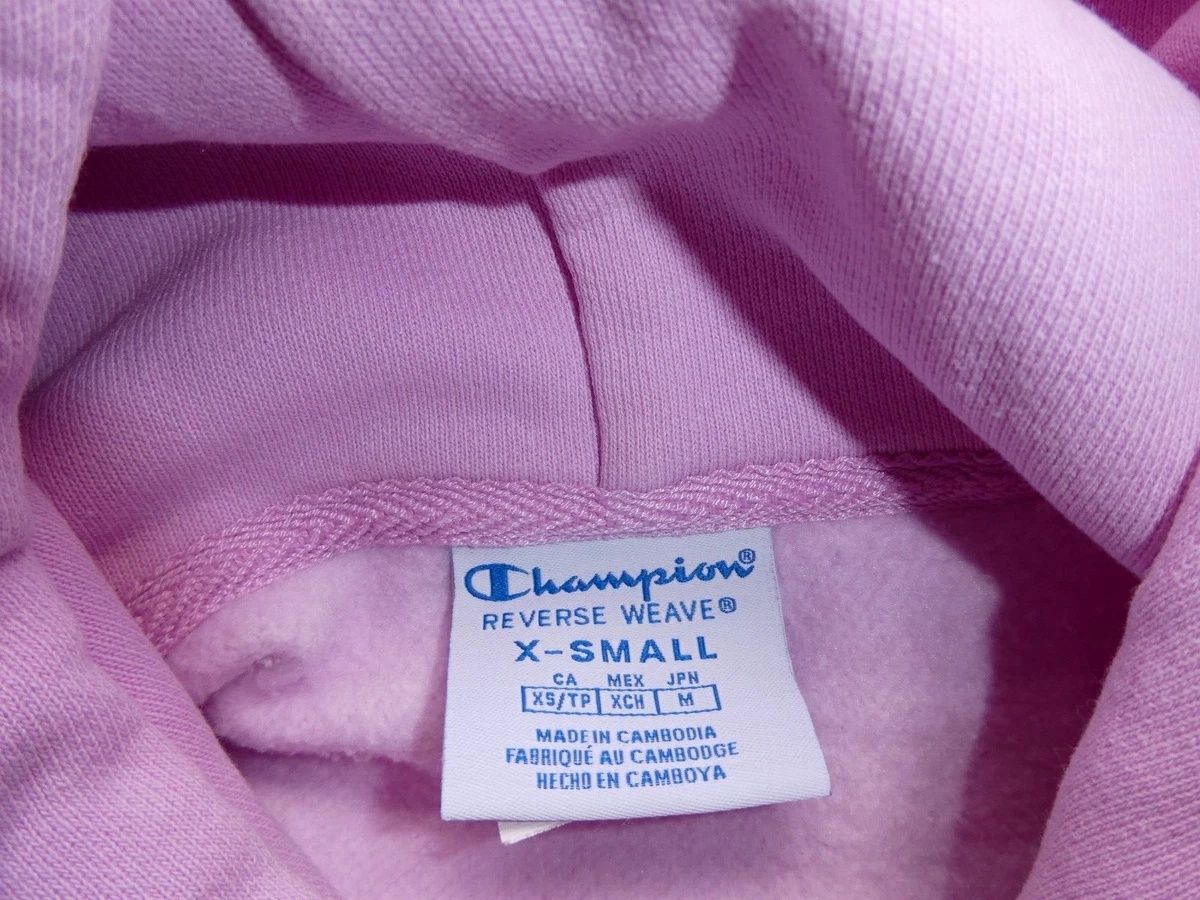 Champion®
REVERSE WEAVE®
X-SMALL
CA MEX JPN
XS/TP XCH M
MADE IN CAMBODIA
FABRIQUÉ AU CAMBODGE
HECHO EN CAMBOYA